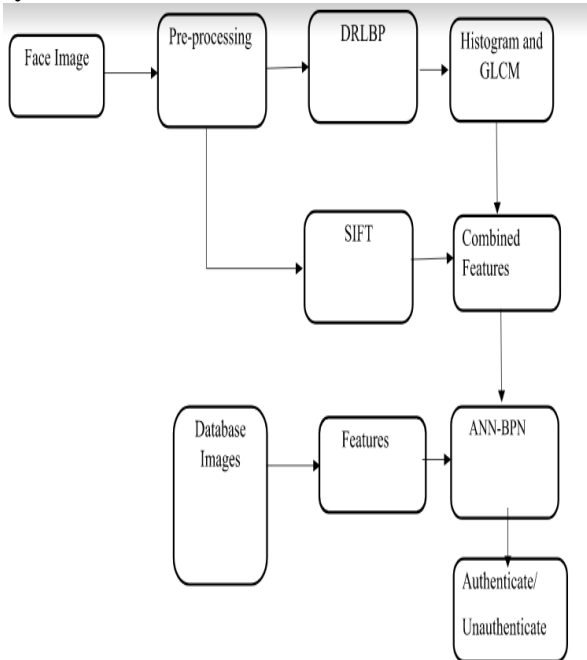 Face Image
Pre-processing
DRLBP
Histogram and
GLCM
SIFT
Combined
Features
Database
Images
Features
ANN-BPN
Authenticate/
Unauthenticate